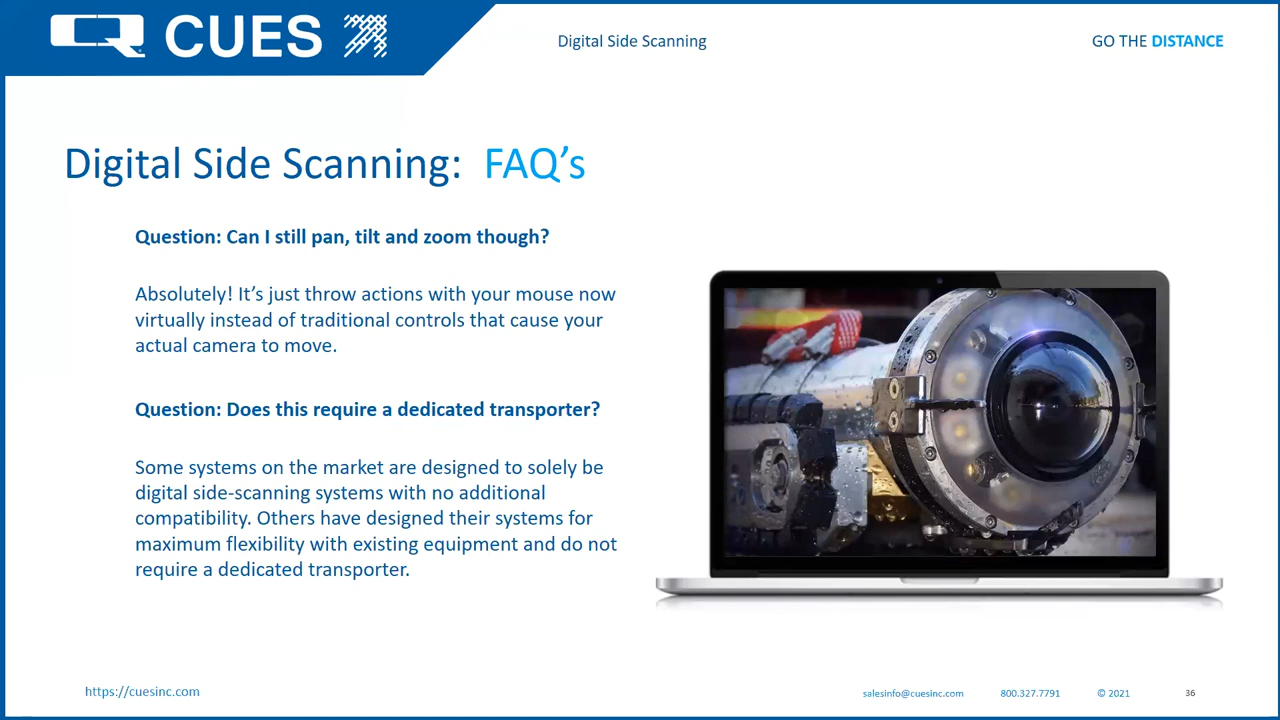 CUES
Digital Side Scanning
GO THE DISTANCE
Digital Side Scanning: FAQ's
Question: Can I still pan, tilt and zoom though?
Absolutely! It's just throw actions with your mouse now
virtually instead of traditional controls that cause your
actual camera to move.
Question: Does this require a dedicated transporter?
Some systems on the market are designed to solely be
digital side-scanning systems with no additional
compatibility. Others have designed their systems for
maximum flexibility with existing equipment and do not
require a dedicated transporter.
https://cuesinc.com
salesinfo@cuesinc.com
800.327.7791
© 2021
36